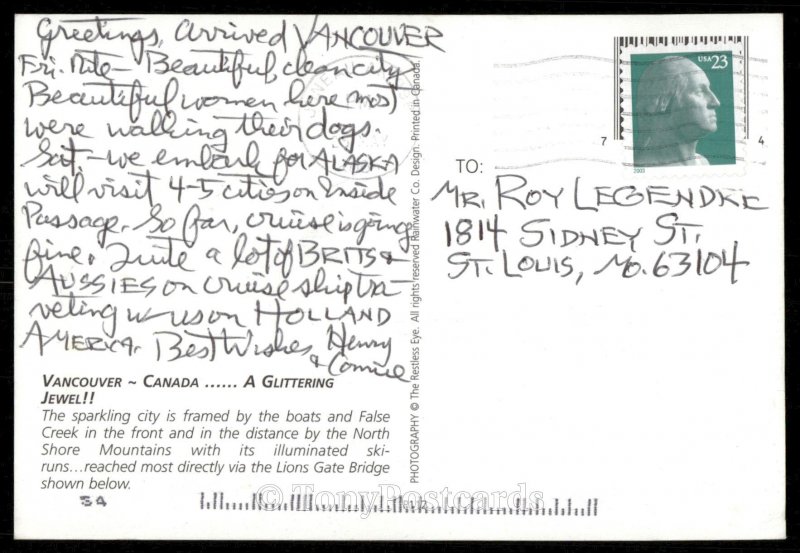 Greetings, Arrived VANCOUVER
Fri. Nite - Beautiful, clean city
Beautiful women here most
were walking their dogs.
Sat.- we embark for ALASKA
will visit 4-5 cities on Inside
Passage. So far, cruise is going
fine. Quite a lot of BRITS &
AUSSIES on cruise ship tra-
veling w us on HOLLAND
AMERICA. Best Wishes, Henry
& Connie
VANCOUVER ~ CANADA ...... A GLITTERING
JEWEL!!
The sparkling city is framed by the boats and False
Creek in the front and in the distance by the North
Shore Mountains with its illuminated ski-
runs...reached most directly via the Lions Gate Bridge
shown below.
34
PHOTOGRAPHY © The Restless Eye. All rights reserved Rainwater Co. Design. Printed in Canada.
USA 23
2003
7 4
TO:
MR. ROY LEGENDRE
1814 SIDNEY ST.
ST. LOUIS, MO. 63104
© TonyPostcards